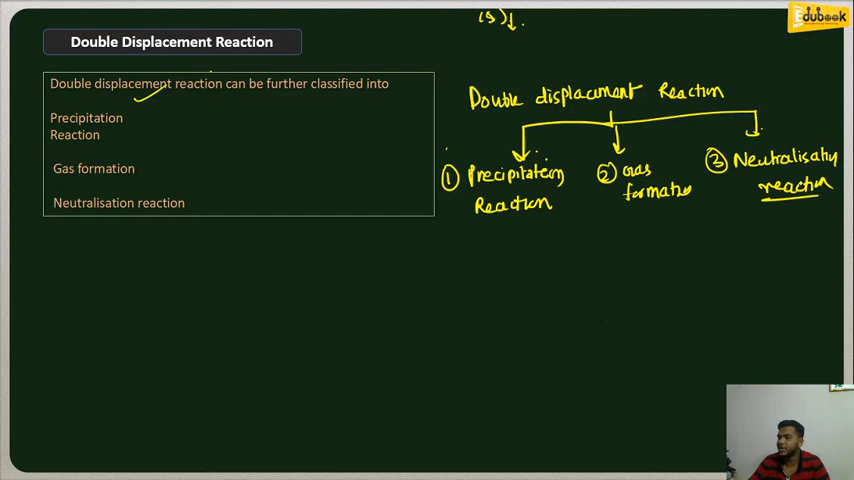 (s)↓.
Edubook
Double Displacement Reaction
Double displacement reaction can be further classified into
Precipitation
Reaction
Gas formation
Neutralisation reaction
Double displacement Reaction
① Precipitation
Reaction
② Gas
formation
③ Neutralisation
reaction